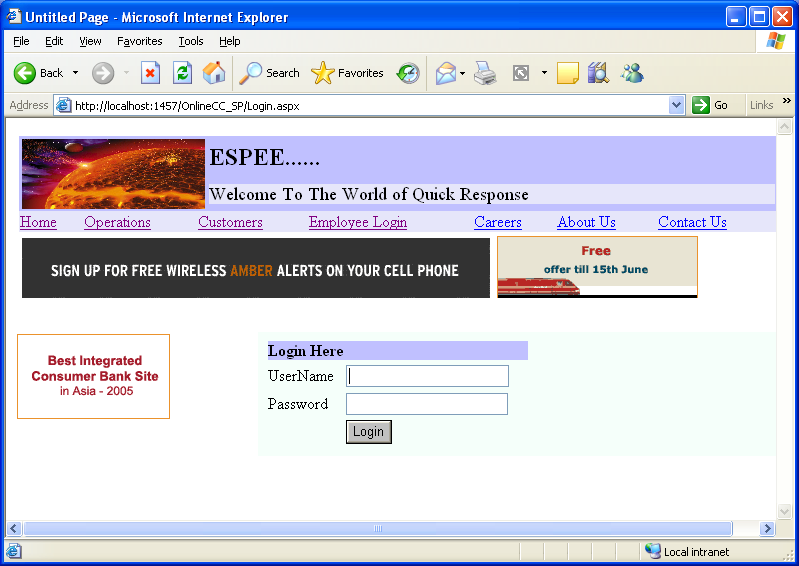 Untitled Page - Microsoft Internet Explorer
File Edit View Favorites Tools Help
Back Search Favorites
Address http://localhost:1457/OnlineCC_SP/Login.aspx Go Links »
ESPEE......
Welcome To The World of Quick Response
Home Operations Customers Employee Login Careers About Us Contact Us
SIGN UP FOR FREE WIRELESS AMBER ALERTS ON YOUR CELL PHONE
Free
offer till 15th June
Best Integrated
Consumer Bank Site
in Asia - 2005
Login Here
UserName
Password
Login
Local intranet